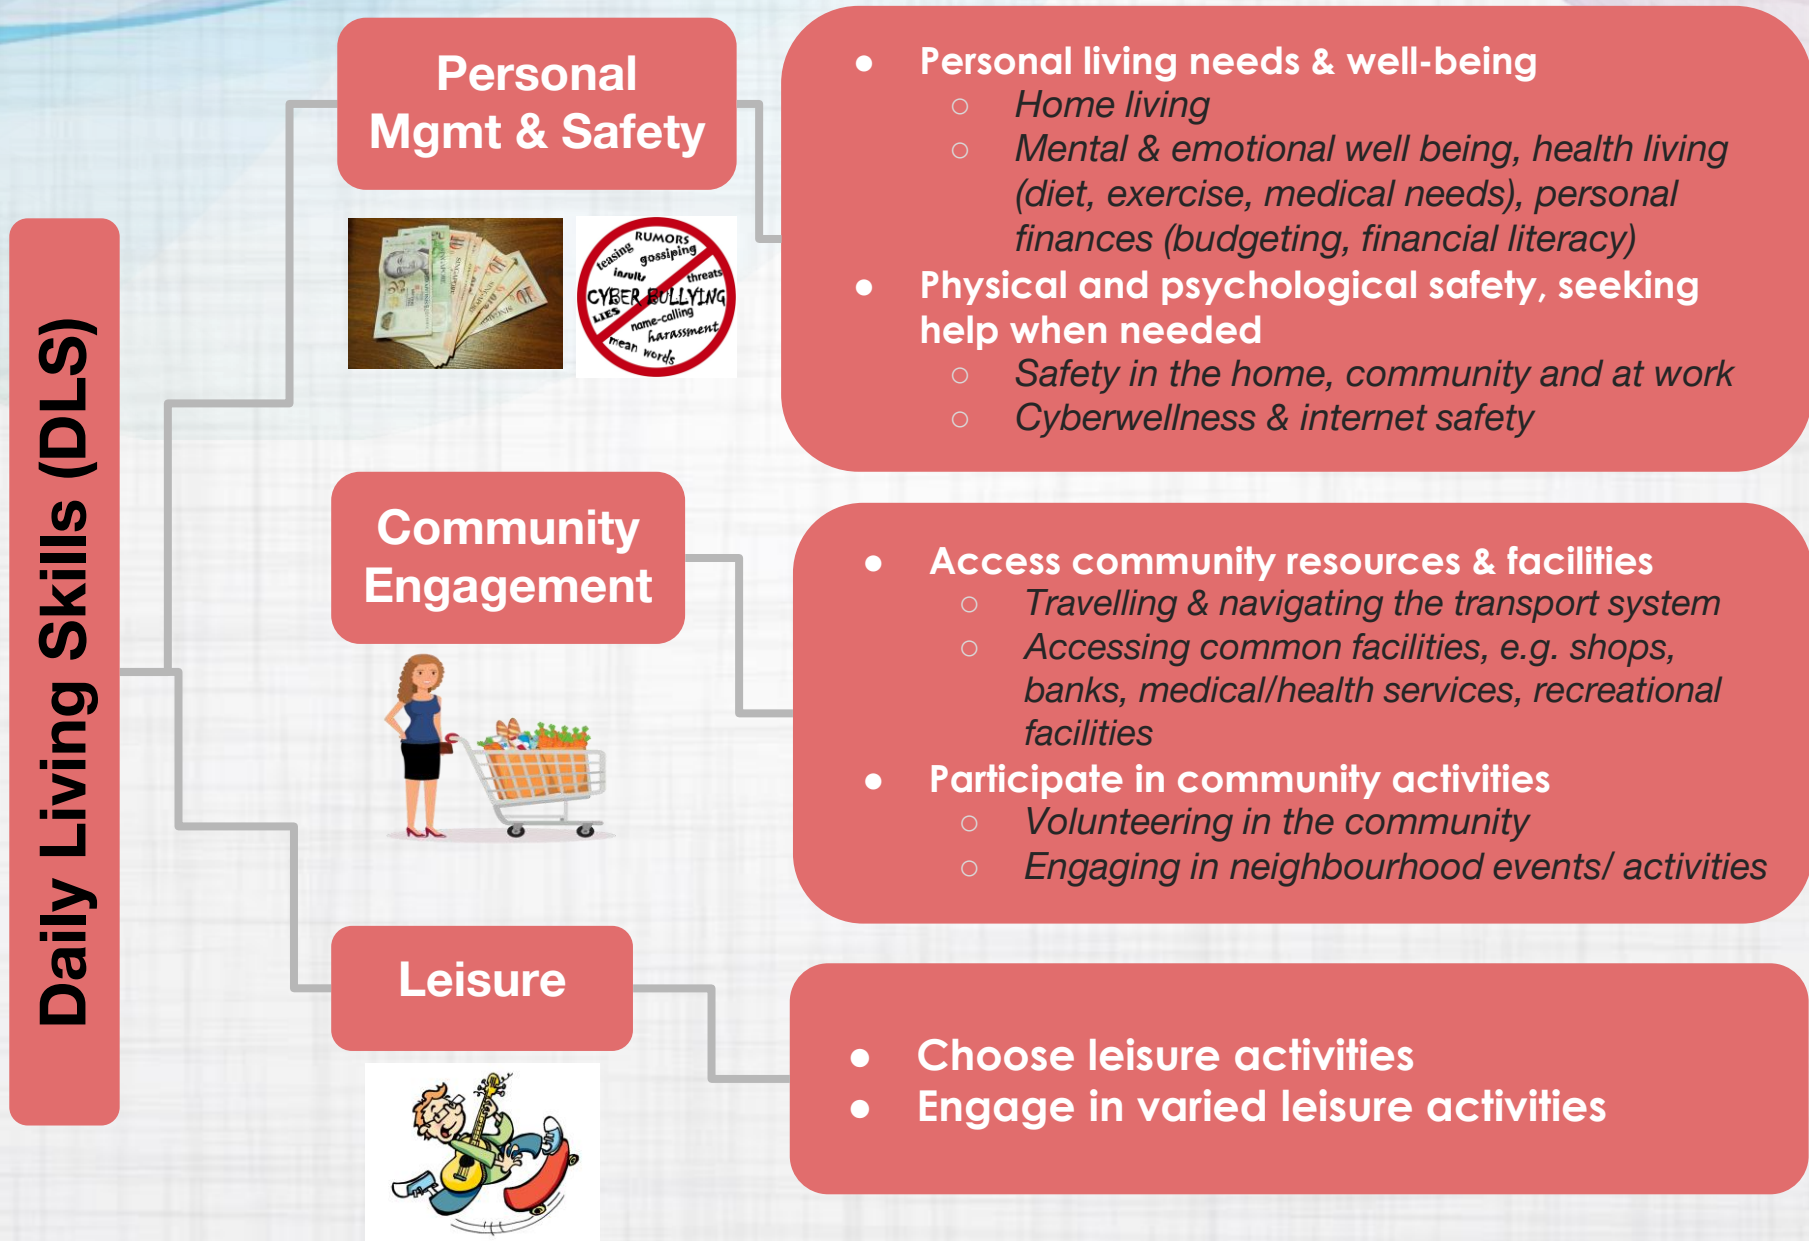 Daily Living Skills (DLS)
Personal
Mgmt & Safety
RUMORS
teasing
gossiping
insults
threats
CYBER BULLYING
LIES
name-calling
harassment
mean words
● Personal living needs & well-being
○ Home living
○ Mental & emotional well being, health living
(diet, exercise, medical needs), personal
finances (budgeting, financial literacy)
● Physical and psychological safety, seeking
help when needed
○ Safety in the home, community and at work
○ Cyberwellness & internet safety
Community
Engagement
● Access community resources & facilities
○ Travelling & navigating the transport system
○ Accessing common facilities, e.g. shops,
banks, medical/health services, recreational
facilities
● Participate in community activities
○ Volunteering in the community
○ Engaging in neighbourhood events/ activities
Leisure
● Choose leisure activities
● Engage in varied leisure activities